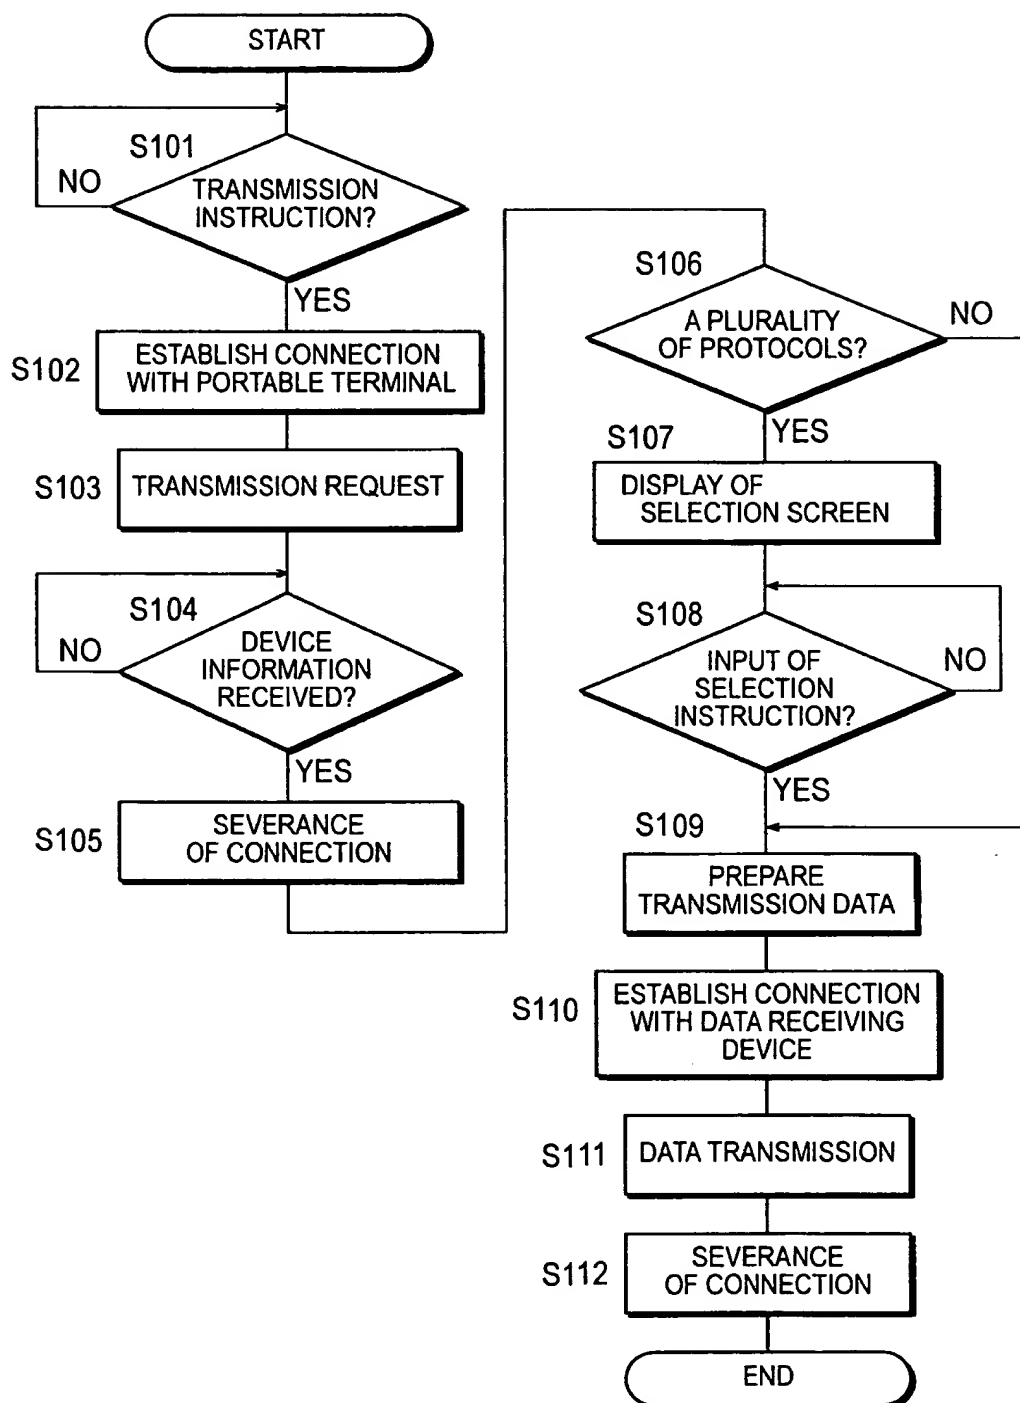 START
S101
NO
TRANSMISSION
INSTRUCTION?
YES
S102
ESTABLISH CONNECTION
WITH PORTABLE TERMINAL
S103
TRANSMISSION REQUEST
S104
NO
DEVICE
INFORMATION
RECEIVED?
YES
S105
SEVERANCE
OF CONNECTION
S106
A PLURALITY
OF PROTOCOLS?
NO
YES
S107
DISPLAY OF
SELECTION SCREEN
S108
INPUT OF
SELECTION
INSTRUCTION?
NO
YES
S109
PREPARE
TRANSMISSION DATA
S110
ESTABLISH CONNECTION
WITH DATA RECEIVING
DEVICE
S111
DATA TRANSMISSION
S112
SEVERANCE
OF CONNECTION
END